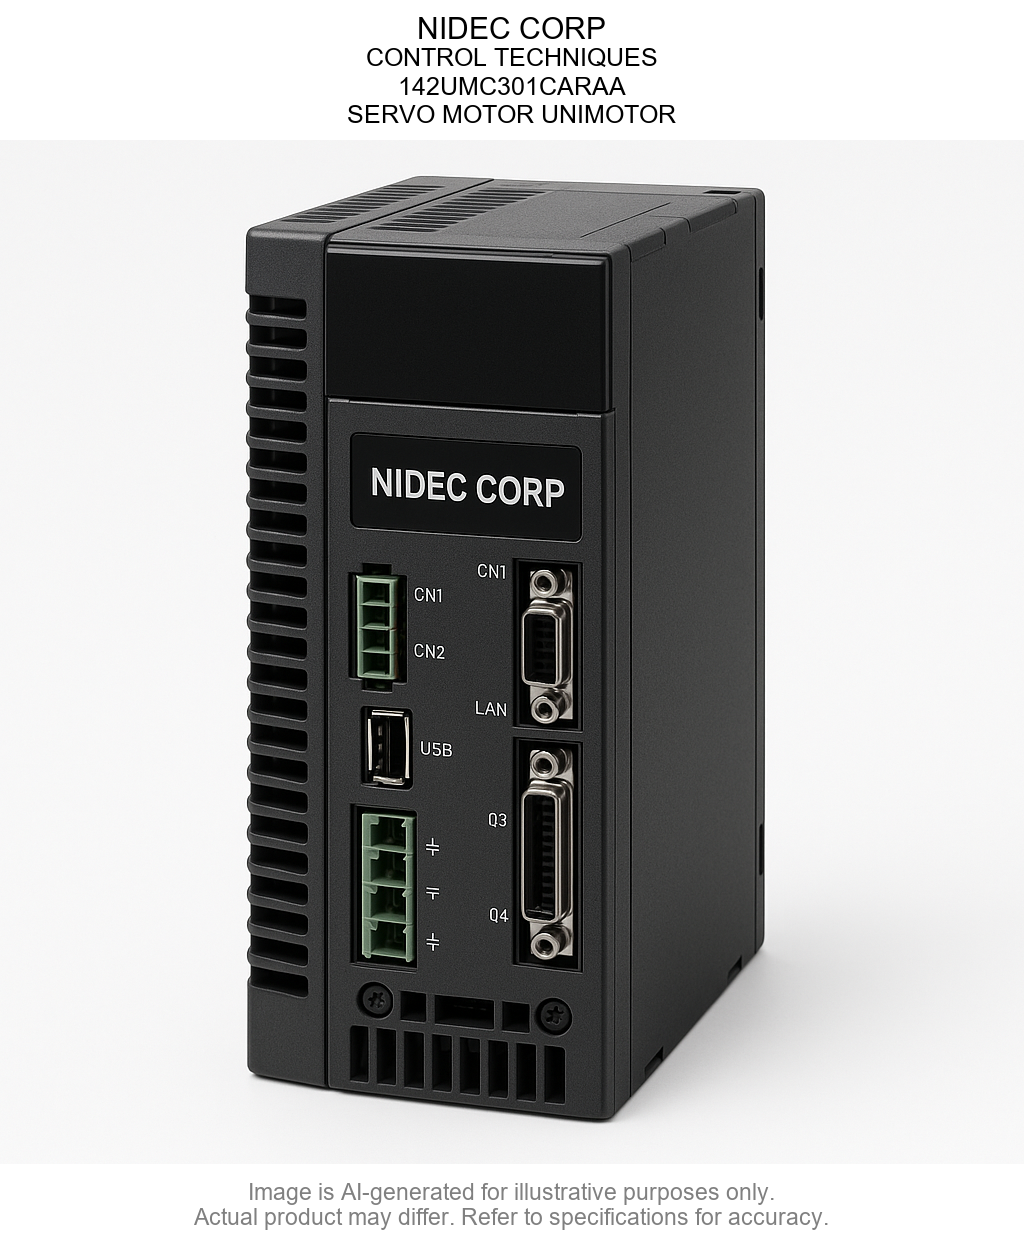 NIDEC CORP
CONTROL TECHNIQUES
142UMC301CARAA
SERVO MOTOR UNIMOTOR
NIDEC CORP
CN1
CN1
CN2
LAN
U5B
Q3
Q4
Image is AI-generated for illustrative purposes only.
Actual product may differ. Refer to specifications for accuracy.